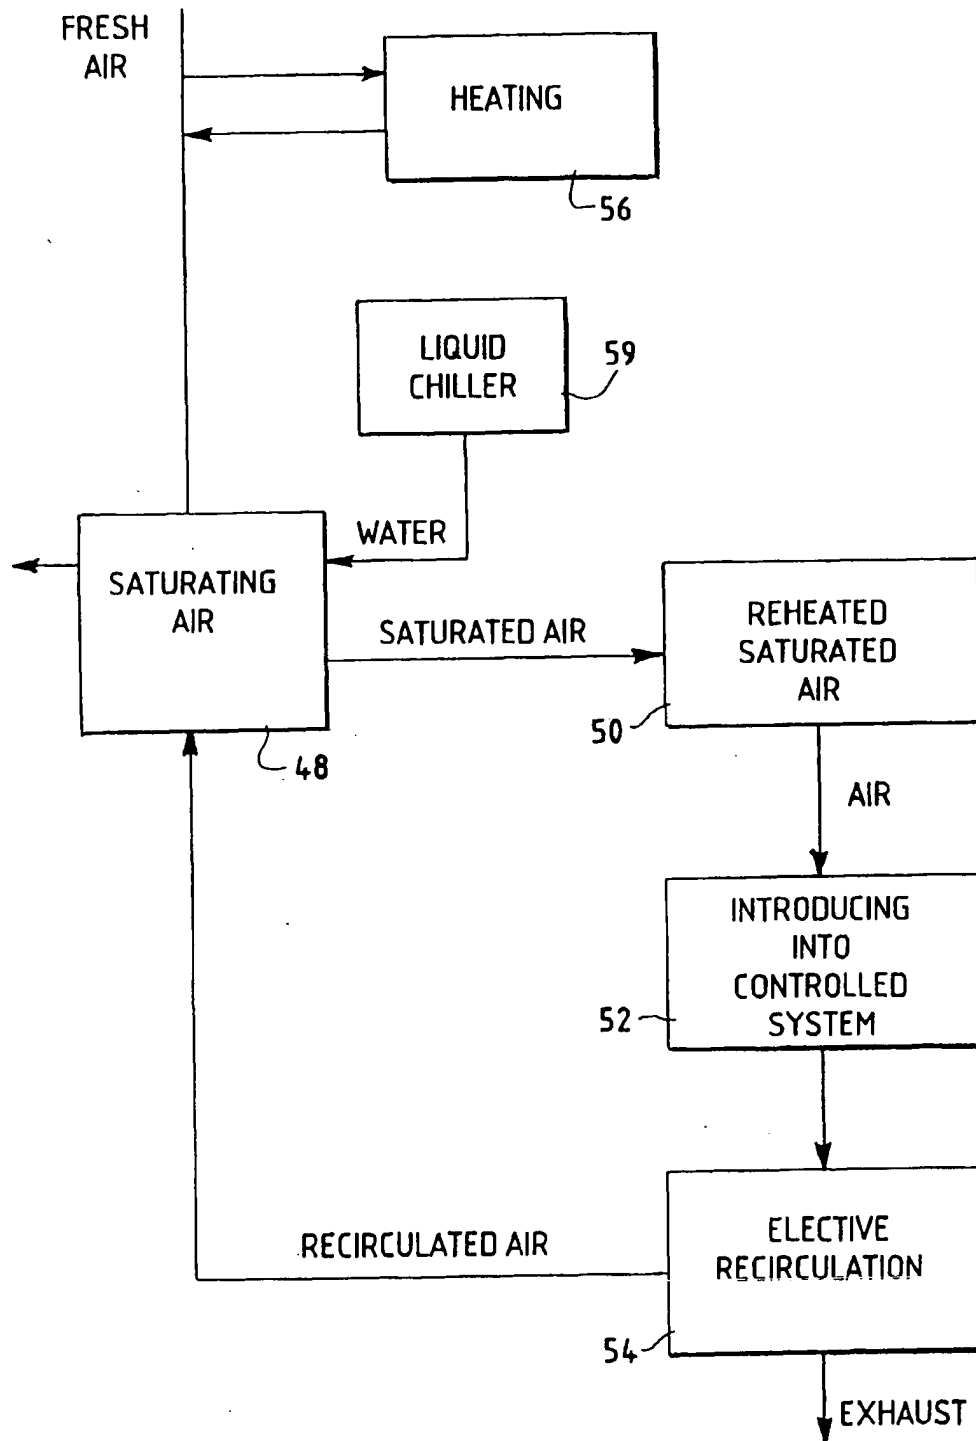 FRESH
AIR
HEATING
56
LIQUID
CHILLER
59
WATER
SATURATING
AIR
48
SATURATED AIR
REHEATED
SATURATED
AIR
50
AIR
INTRODUCING
INTO
CONTROLLED
SYSTEM
52
RECIRCULATED AIR
ELECTIVE
RECIRCULATION
54
EXHAUST